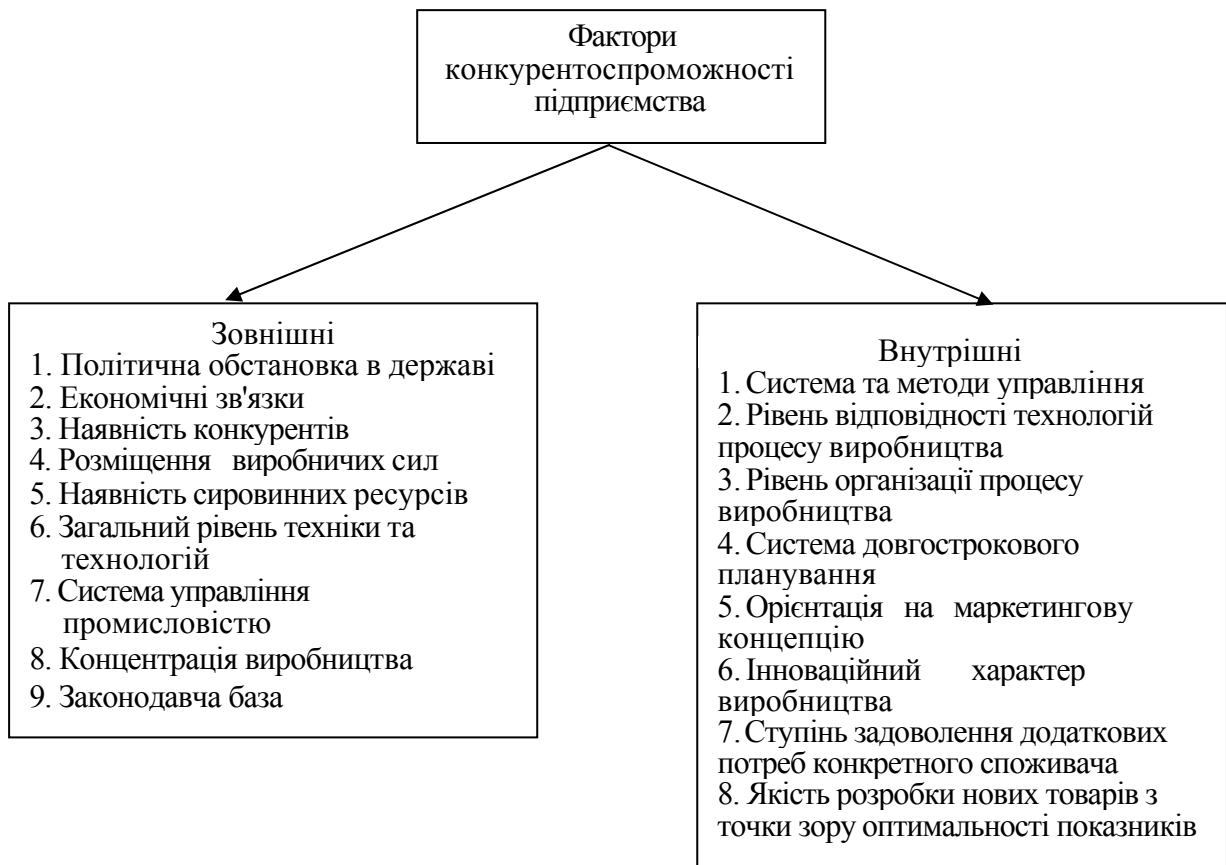 Фактори
конкурентоспроможності
підприємства
Зовнішні
1. Політична обстановка в державі
2. Економічні зв'язки
3. Наявність конкурентів
4. Розміщення виробничих сил
5. Наявність сировинних ресурсів
6. Загальний рівень техніки та
технологій
7. Система управління
промисловістю
8. Концентрація виробництва
9. Законодавча база
Внутрішні
1. Система та методи управління
2. Рівень відповідності технологій
процесу виробництва
3. Рівень організації процесу
виробництва
4. Система довгострокового
планування
5. Орієнтація на маркетингову
концепцію
6. Інноваційний характер
виробництва
7. Ступінь задоволення додаткових
потреб конкретного споживача
8. Якість розробки нових товарів з
точки зору оптимальності показників